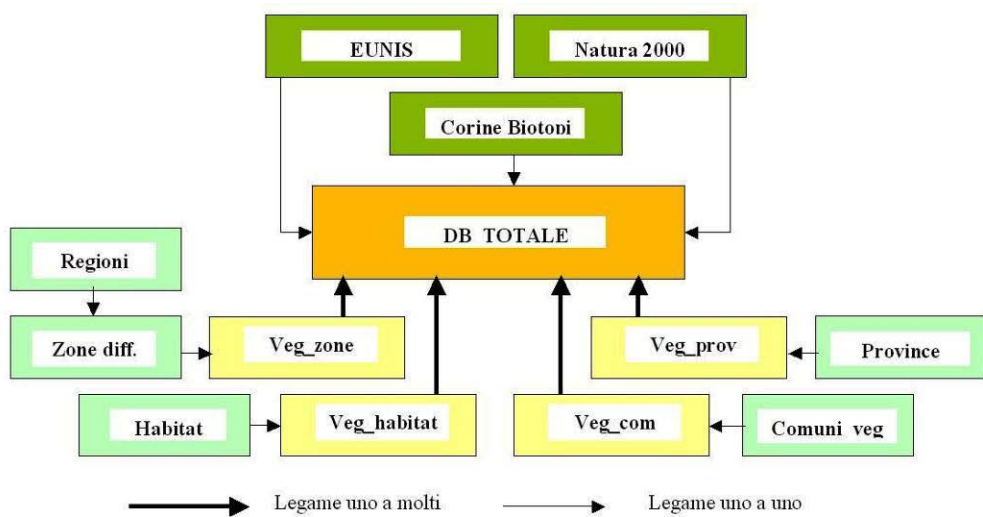 EUNIS
Natura 2000
Corine Biotopi
DB TOTALE
Regioni
Zone diff.
Veg_zone
Veg_prov
Province
Habitat
Veg_habitat
Veg_com
Comuni veg
Legame uno a molti
Legame uno a uno